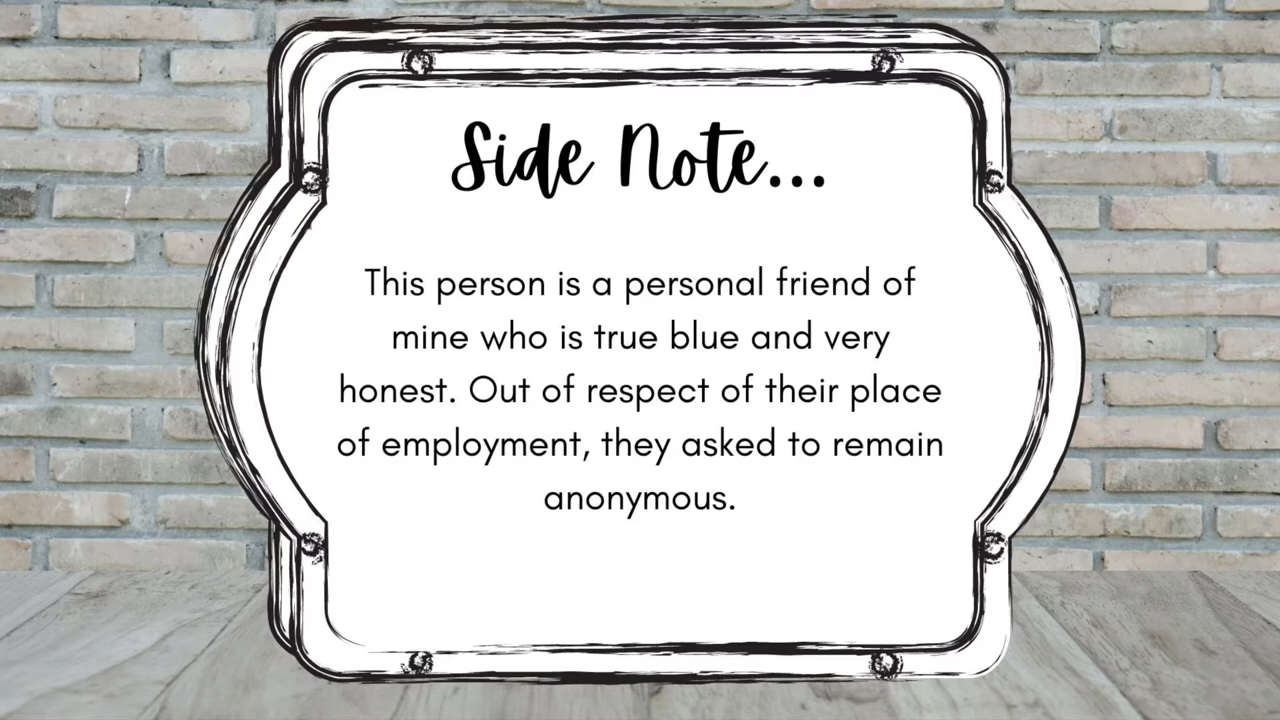 Side Note...
This person is a personal friend of
mine who is true blue and very
honest. Out of respect of their place
of employment, they asked to remain
anonymous.